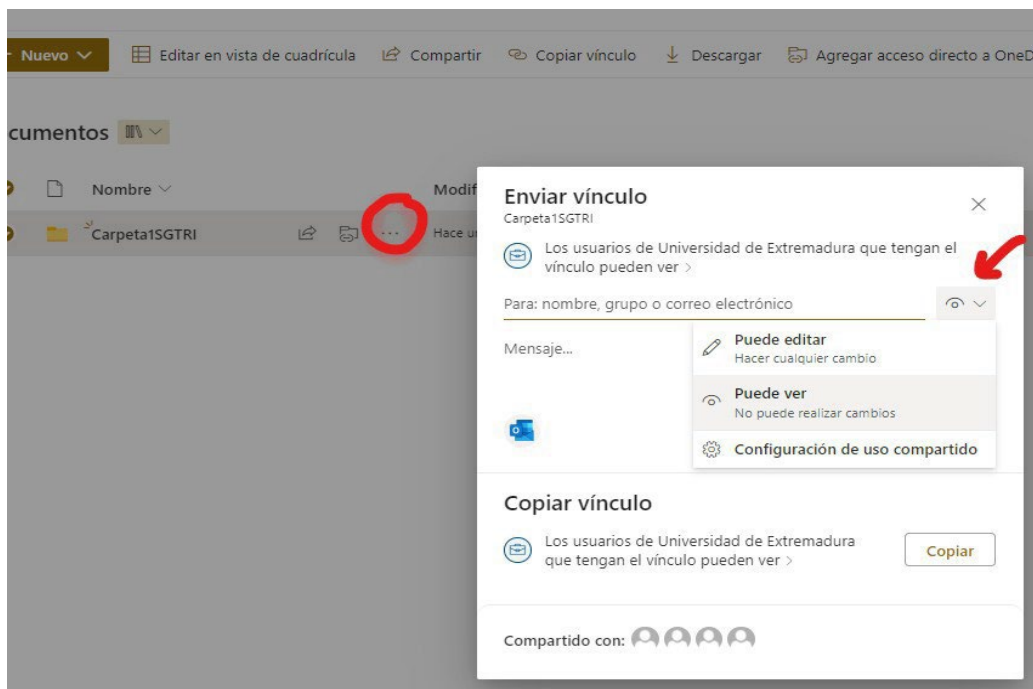 Nuevo Editar en vista de cuadrícula Compartir Copiar vínculo Descargar Agregar acceso directo a OneD
cumentos
Nombre Modif
Carpeta1SGTRI ... Hace un
Enviar vínculo
Carpeta1SGTRI
Los usuarios de Universidad de Extremadura que tengan el
vínculo pueden ver >
Para: nombre, grupo o correo electrónico
Mensaje...
Puede editar
Hacer cualquier cambio
Puede ver
No puede realizar cambios
Configuración de uso compartido
Copiar vínculo
Los usuarios de Universidad de Extremadura
que tengan el vínculo pueden ver >
Copiar
Compartido con: